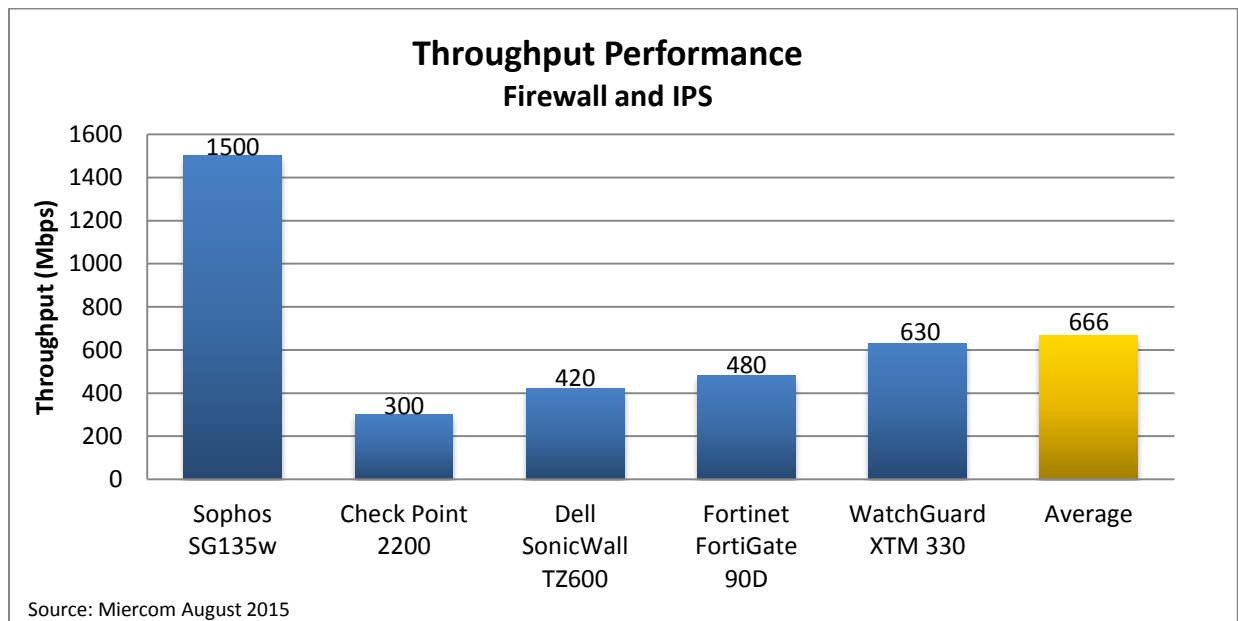 Throughput Performance
Firewall and IPS
Throughput (Mbps)
1600
1400
1200
1000
800
600
400
200
0
1500
300
420
480
630
666
Sophos
SG135w
Check Point
2200
Dell
SonicWall
TZ600
Fortinet
FortiGate
90D
WatchGuard
XTM 330
Average
Source: Miercom August 2015